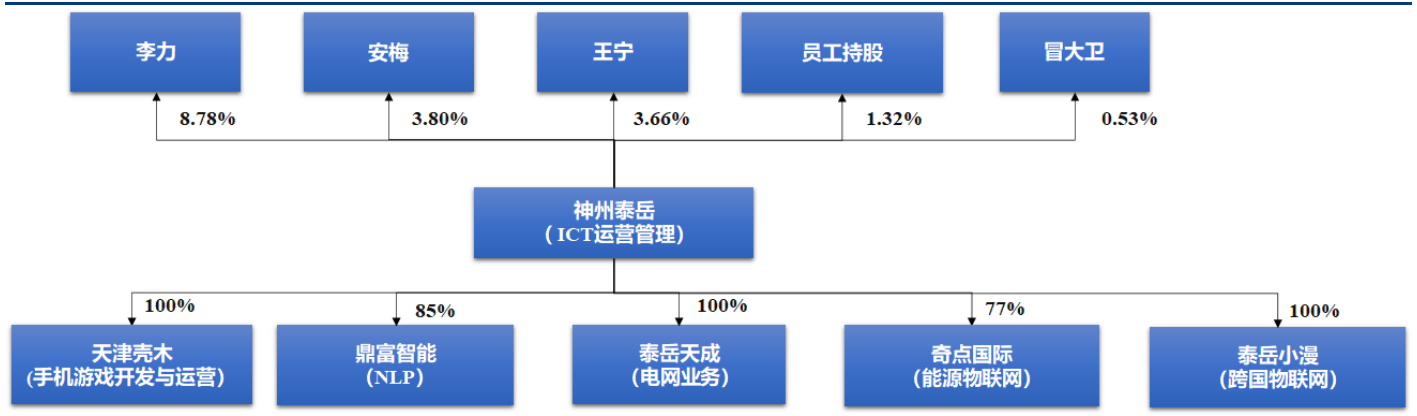 李力
安梅
王宁
员工持股
冒大卫
8.78%
3.80%
3.66%
1.32%
0.53%
神州泰岳
（ICT运营管理）
100%
85%
100%
77%
100%
天津壳木
(手机游戏开发与运营）
鼎富智能
（NLP）
泰岳天成
（电网业务）
奇点国际
（能源物联网）
泰岳小漫
（跨国物联网）